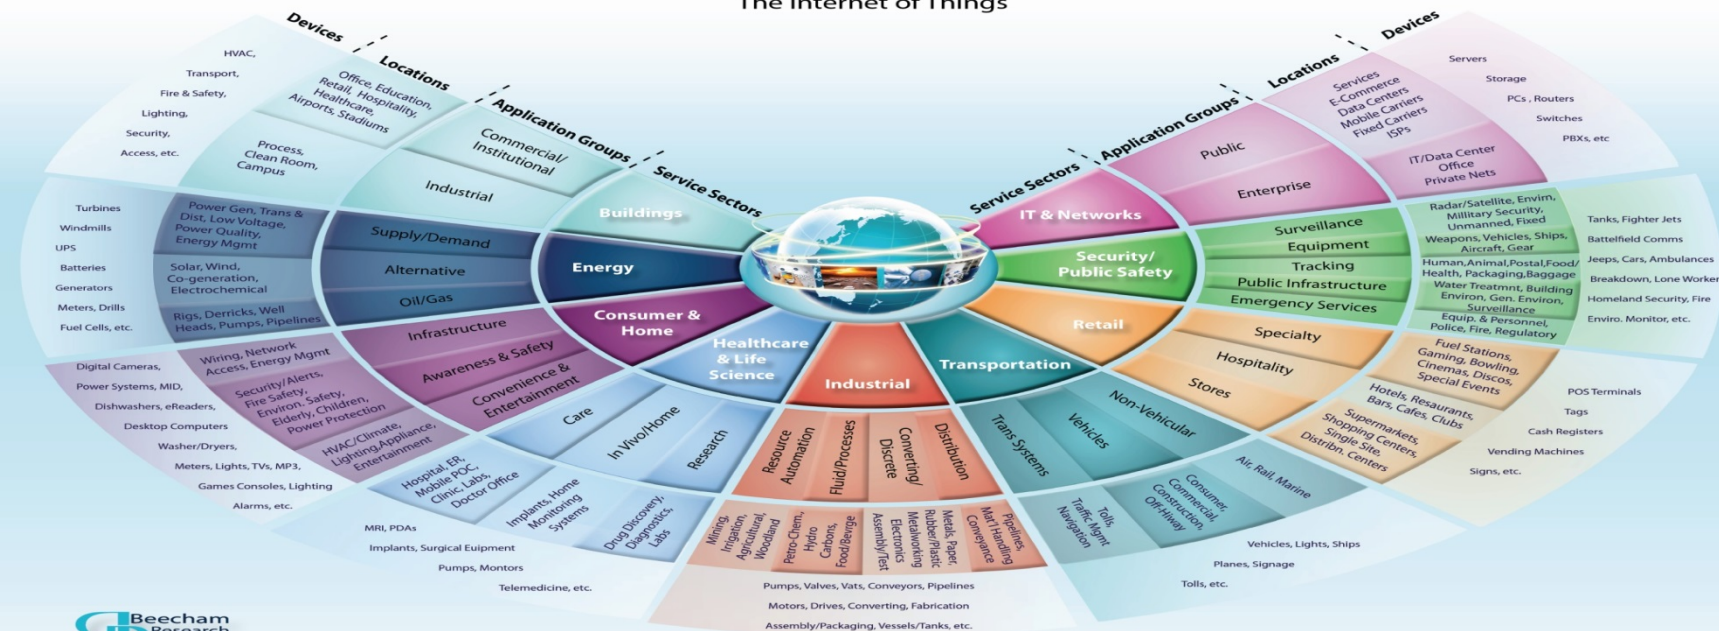 The Internet of Things
Devices
Locations
Application Groups
Service Sectors
HVAC,
Transport,
Fire & Safety,
Lighting,
Security,
Access, etc.
Office, Education,
Retail, Hospitality,
Healthcare,
Airports, Stadiums
Process,
Clean Room,
Campus
Commercial/
Institutional
Industrial
Buildings
Turbines
Windmills
UPS
Batteries
Generators
Meters, Drills
Fuel Cells, etc.
Power Gen, Trans &
Dist, Low Voltage,
Power Quality,
Energy Mgmt
Solar, Wind,
Co-generation,
Electrochemical
Rigs, Derricks, Well
Heads, Pumps, Pipelines
Supply/Demand
Alternative
Oil/Gas
Energy
Digital Cameras,
Power Systems, MID,
Dishwashers, eReaders,
Desktop Computers
Washer/Dryers,
Meters, Lights, TVs, MP3,
Games Consoles, Lighting
Alarms, etc.
Wiring, Network
Access, Energy Mgmt
Security/Alerts,
Fire Safety,
Environ. Safety,
Elderly, Children,
Power Protection
HVAC/Climate,
Lighting,Appliance,
Entertainment
Infrastructure
Awareness & Safety
Convenience &
Entertainment
Consumer &
Home
MRI, PDAs
Implants, Surgical Euipment
Pumps, Montors
Telemedicine, etc.
Hospital, ER,
Mobile POC,
Clinic, Labs,
Doctor Office
Implants, Home
Monitoring
Systems
Drug Discovery,
Diagnostics,
Labs
Care
In Vivo/Home
Research
Healthcare
& Life
Science
Industrial
Resource
Automation
Fluid/Processes
Converting/
Discrete
Distribution
Mining,
Irrigation,
Agricultural,
Woodland
Petro-Chem.,
Hydro
Carbons,
Food/Bevrge
Metals, Paper,
Rubber/Plastic
Metalworking
Electronics
Assembly/Test
Pipelines,
Mat'l Handling
Conveyance
Pumps, Valves, Vats, Conveyors, Pipelines
Motors, Drives, Converting, Fabrication
Assembly/Packaging, Vessels/Tanks, etc.
Transportation
Trans Systems
Vehicles
Non-Vehicular
Tolls,
Traffic Mgmt
Navigation
Consumer,
Commercial,
Construction,
Off-Hiway
Air, Rail, Marine
Vehicles, Lights, Ships
Planes, Signage
Tolls, etc.
Retail
Specialty
Hospitality
Stores
Fuel Stations,
Gaming, Bowling,
Cinemas, Discos,
Special Events
Hotels, Resaurants,
Bars, Cafes, Clubs
Supermarkets,
Shopping Centers,
Single Site,
Distribn. Centers
POS Terminals
Tags
Cash Registers
Vending Machines
Signs, etc.
Security/
Public Safety
Surveillance
Equipment
Tracking
Public Infrastructure
Emergency Services
Radar/Satellite, Envirn,
Millitary Security,
Unmanned, Fixed
Weapons, Vehicles, Ships,
Aircraft, Gear
Human,Animal,Postal,Food/
Health, Packaging,Baggage
Water Treatmnt, Building
Environ, Gen. Environ,
Surveillance
Equip. & Personnel,
Police, Fire, Regulatory
Tanks, Fighter Jets
Battelfield Comms
Jeeps, Cars, Ambulances
Breakdown, Lone Worker
Homeland Security, Fire
Enviro. Monitor, etc.
IT & Networks
Public
Enterprise
Services
E-Commerce
Data Centers
Mobile Carriers
Fixed Carriers
ISPs
IT/Data Center
Office
Private Nets
Servers
Storage
PCs , Routers
Switches
PBXs, etc
Service Sectors
Application Groups
Locations
Devices
Beecham
Research